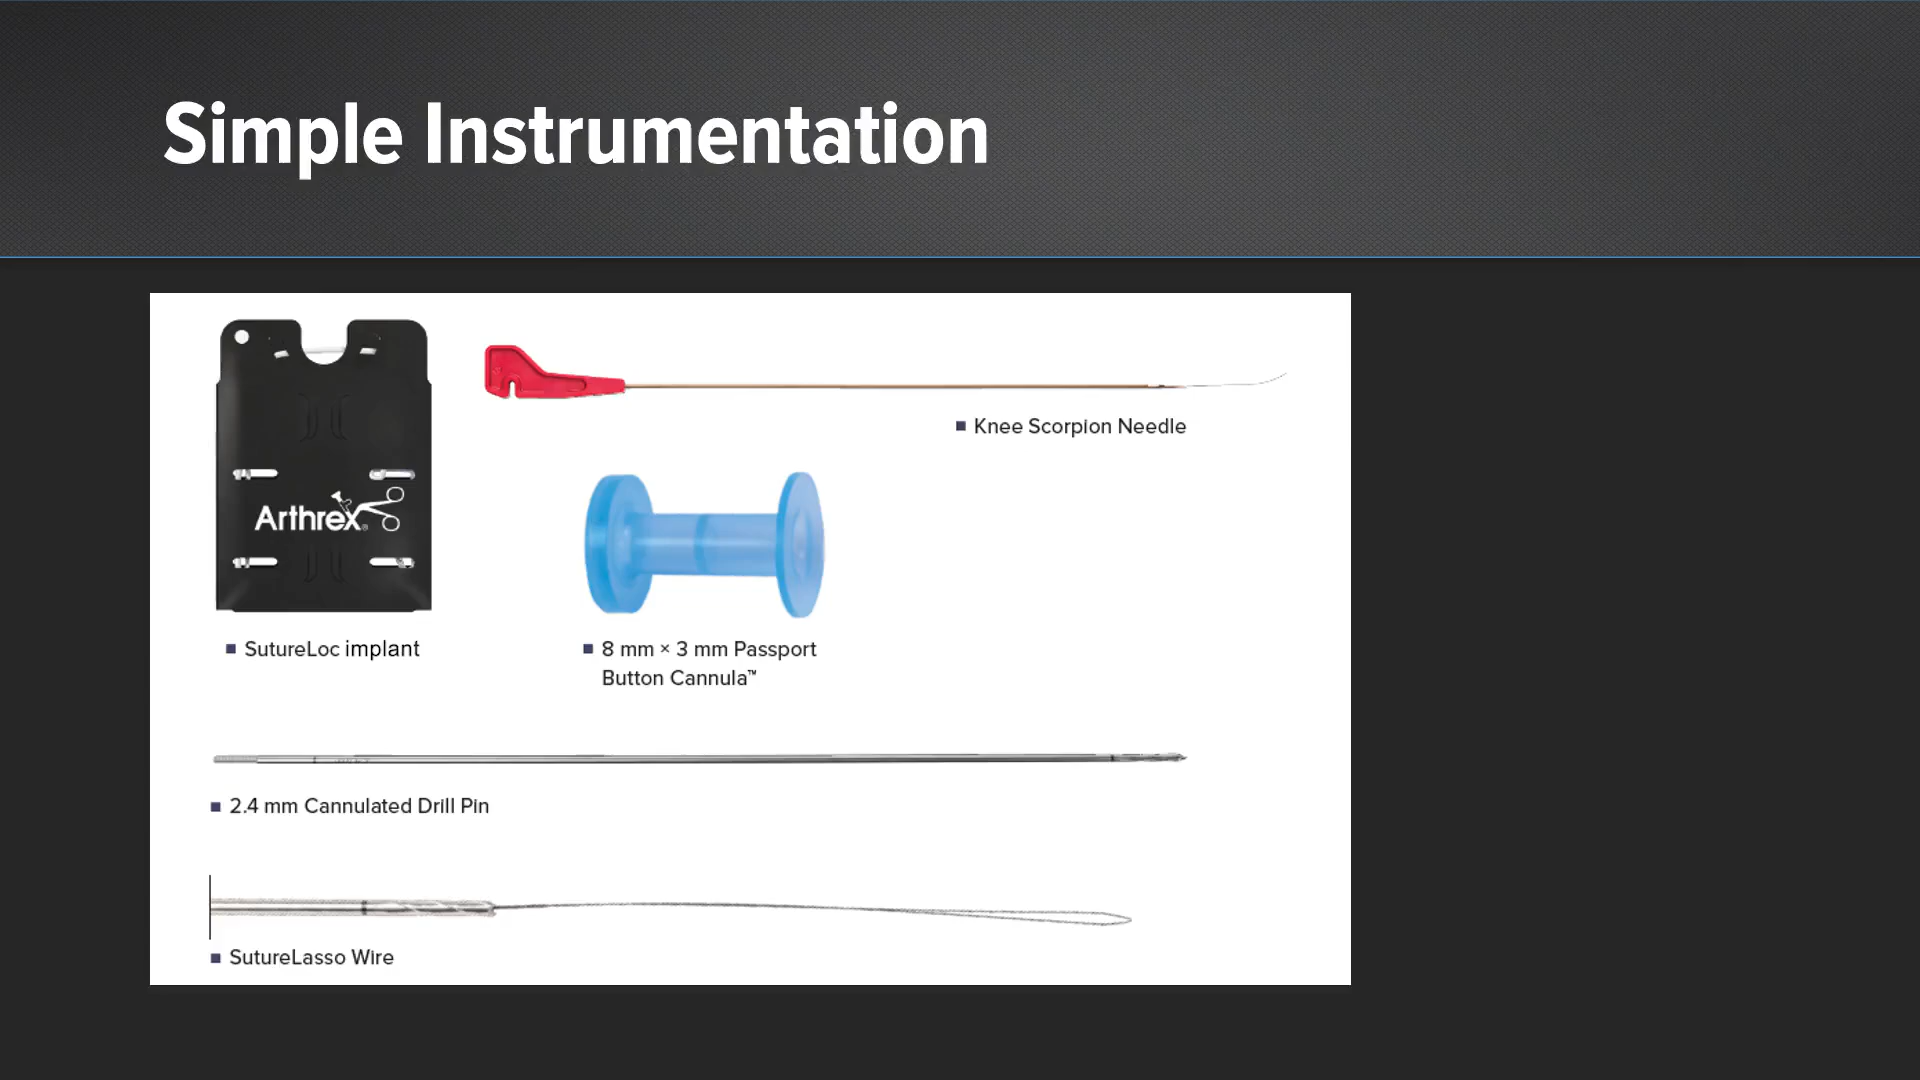 Simple Instrumentation
Knee Scorpion Needle
Arthrex®
SutureLoc implant
8 mm × 3 mm Passport
Button Cannula™
2.4 mm Cannulated Drill Pin
SutureLasso Wire